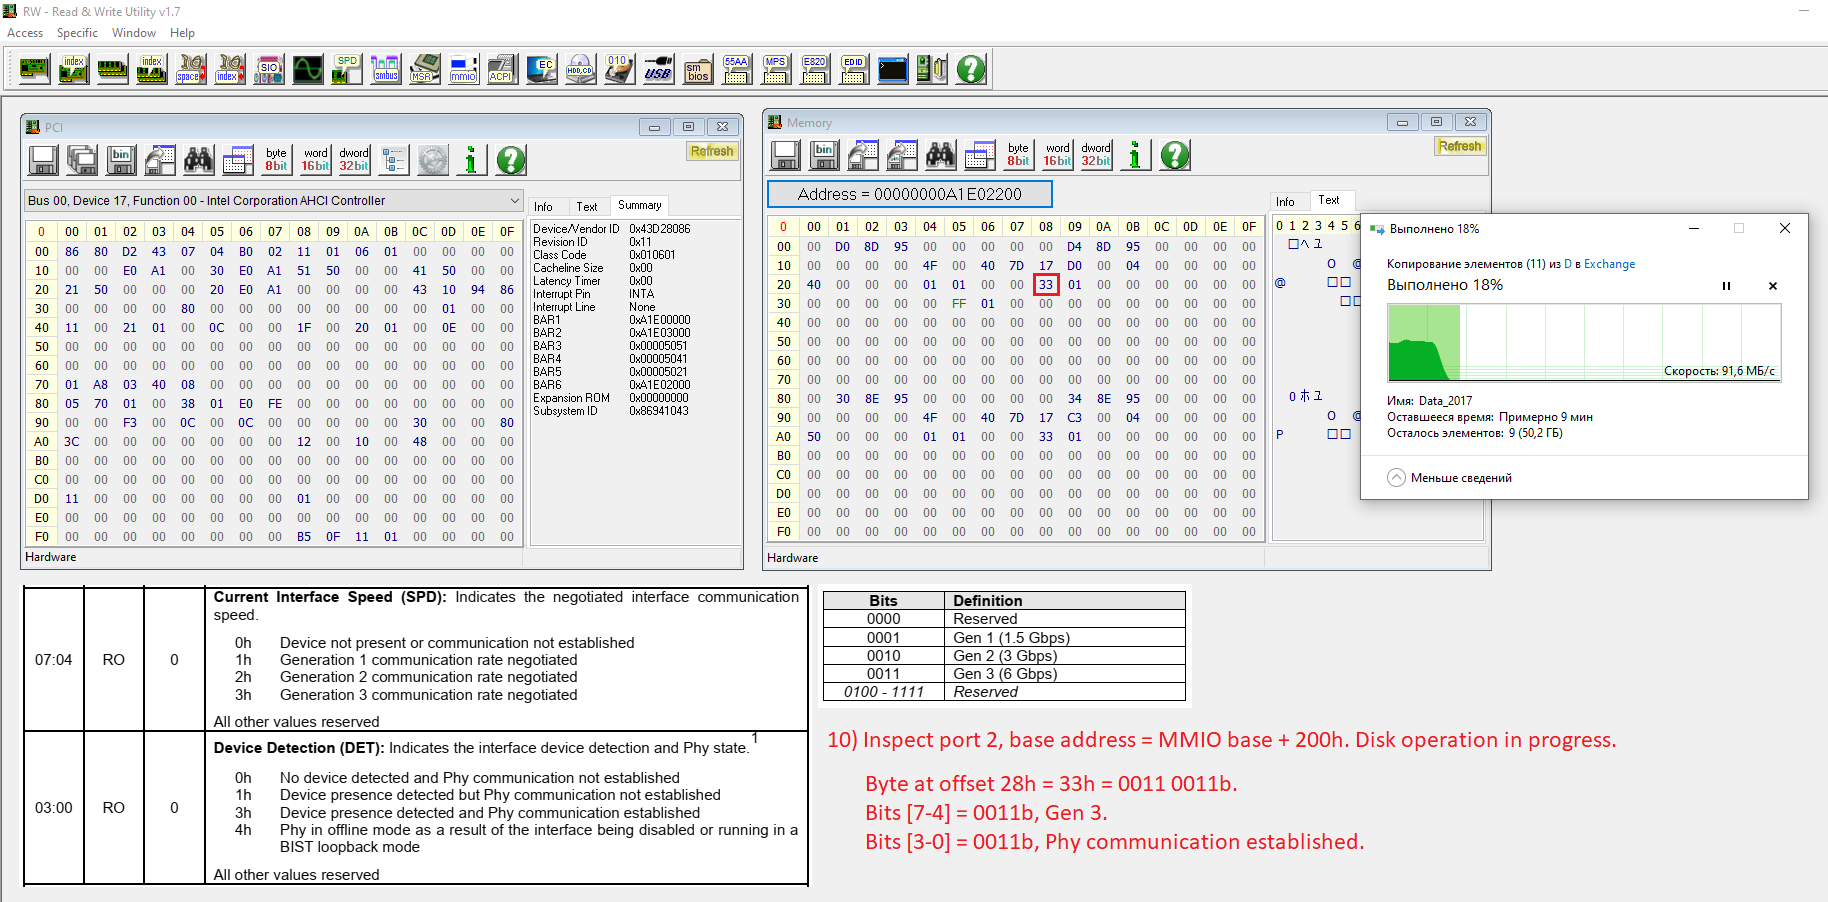 RW - Read & Write Utility v1.7
Access Specific Window Help
index index space index SIO SPD smbus MSR mmio ACPI EC HDD,CD 010 USB sm bios 55AA MPS E820 EDID
PCI
bin byte 8bit word 16bit dword 32bit Refresh
Bus 00, Device 17, Function 00 - Intel Corporation AHCI Controller
0 00 01 02 03 04 05 06 07 08 09 0A 0B 0C 0D 0E 0F
00 86 80 D2 43 07 04 B0 02 11 01 06 01 00 00 00 00
10 00 00 E0 A1 00 30 E0 A1 51 50 00 00 41 50 00 00
20 21 50 00 00 00 20 E0 A1 00 00 00 00 43 10 94 86
30 00 00 00 00 80 00 00 00 00 00 00 00 00 01 00 00
40 11 00 21 01 00 0C 00 00 1F 00 20 01 00 0E 00 00
50 00 00 00 00 00 00 00 00 00 00 00 00 00 00 00 00
60 00 00 00 00 00 00 00 00 00 00 00 00 00 00 00 00
70 01 A8 03 40 08 00 00 00 00 00 00 00 00 00 00 00
80 05 70 01 00 38 01 E0 FE 00 00 00 00 00 00 00 00
90 00 00 F3 00 0C 00 0C 00 00 00 00 00 30 00 00 80
A0 3C 00 00 00 00 00 00 00 12 00 10 00 48 00 00 00
B0 00 00 00 00 00 00 00 00 00 00 00 00 00 00 00 00
C0 00 00 00 00 00 00 00 00 00 00 00 00 00 00 00 00
D0 11 00 00 00 00 00 00 00 01 00 00 00 00 00 00 00
E0 00 00 00 00 00 00 00 00 00 00 00 00 00 00 00 00
F0 00 00 00 00 00 00 00 00 B5 0F 11 01 00 00 00 00
Hardware
Info Text Summary
Device/Vendor ID 0x43D28086
Revision ID 0x11
Class Code 0x010601
Cacheline Size 0x00
Latency Timer 0x00
Interrupt Pin INTA
Interrupt Line None
BAR1 0xA1E00000
BAR2 0xA1E03000
BAR3 0x00005051
BAR4 0x00005041
BAR5 0x00005021
BAR6 0xA1E02000
Expansion ROM 0x00000000
Subsystem ID 0x86941043
Memory
bin byte 8bit word 16bit dword 32bit Refresh
Address = 00000000A1E02200
0 00 01 02 03 04 05 06 07 08 09 0A 0B 0C 0D 0E 0F
00 00 D0 8D 95 00 00 00 00 00 D4 8D 95 00 00 00 00
10 00 00 00 00 4F 00 40 7D 17 D0 00 04 00 00 00 00
20 40 00 00 00 01 01 00 00 33 01 00 00 00 00 00 00
30 00 00 00 00 00 FF 01 00 00 00 00 00 00 00 00 00
40 00 00 00 00 00 00 00 00 00 00 00 00 00 00 00 00
50 00 00 00 00 00 00 00 00 00 00 00 00 00 00 00 00
60 00 00 00 00 00 00 00 00 00 00 00 00 00 00 00 00
70 00 00 00 00 00 00 00 00 00 00 00 00 00 00 00 00
80 00 30 8E 95 00 00 00 00 00 34 8E 95 00 00 00 00
90 00 00 00 00 4F 00 40 7D 17 C3 00 04 00 00 00 00
A0 50 00 00 00 01 01 00 00 33 01 00 00 00 00 00 00
B0 00 00 00 00 00 00 00 00 00 00 00 00 00 00 00 00
C0 00 00 00 00 00 00 00 00 00 00 00 00 00 00 00 00
D0 00 00 00 00 00 00 00 00 00 00 00 00 00 00 00 00
E0 00 00 00 00 00 00 00 00 00 00 00 00 00 00 00 00
F0 00 00 00 00 00 00 00 00 00 00 00 00 00 00 00 00
Hardware
Info Text
0 1 2 3 4 5 6
□ヘユ
O @
@ □□
□□
0ホユ
O @
P □□
Выполнено 18%
Копирование элементов (11) из D в Exchange
Выполнено 18%
Скорость: 91,6 МБ/с
Имя: Data_2017
Оставшееся время: Примерно 9 мин
Осталось элементов: 9 (50,2 ГБ)
Меньше сведений
07:04 RO 0
Current Interface Speed (SPD): Indicates the negotiated interface communication
speed.
0h Device not present or communication not established
1h Generation 1 communication rate negotiated
2h Generation 2 communication rate negotiated
3h Generation 3 communication rate negotiated
All other values reserved
03:00 RO 0
Device Detection (DET): Indicates the interface device detection and Phy state.1
0h No device detected and Phy communication not established
1h Device presence detected but Phy communication not established
3h Device presence detected and Phy communication established
4h Phy in offline mode as a result of the interface being disabled or running in a
BIST loopback mode
All other values reserved
Bits Definition
0000 Reserved
0001 Gen 1 (1.5 Gbps)
0010 Gen 2 (3 Gbps)
0011 Gen 3 (6 Gbps)
0100 - 1111 Reserved
10) Inspect port 2, base address = MMIO base + 200h. Disk operation in progress.
Byte at offset 28h = 33h = 0011 0011b.
Bits [7-4] = 0011b, Gen 3.
Bits [3-0] = 0011b, Phy communication established.